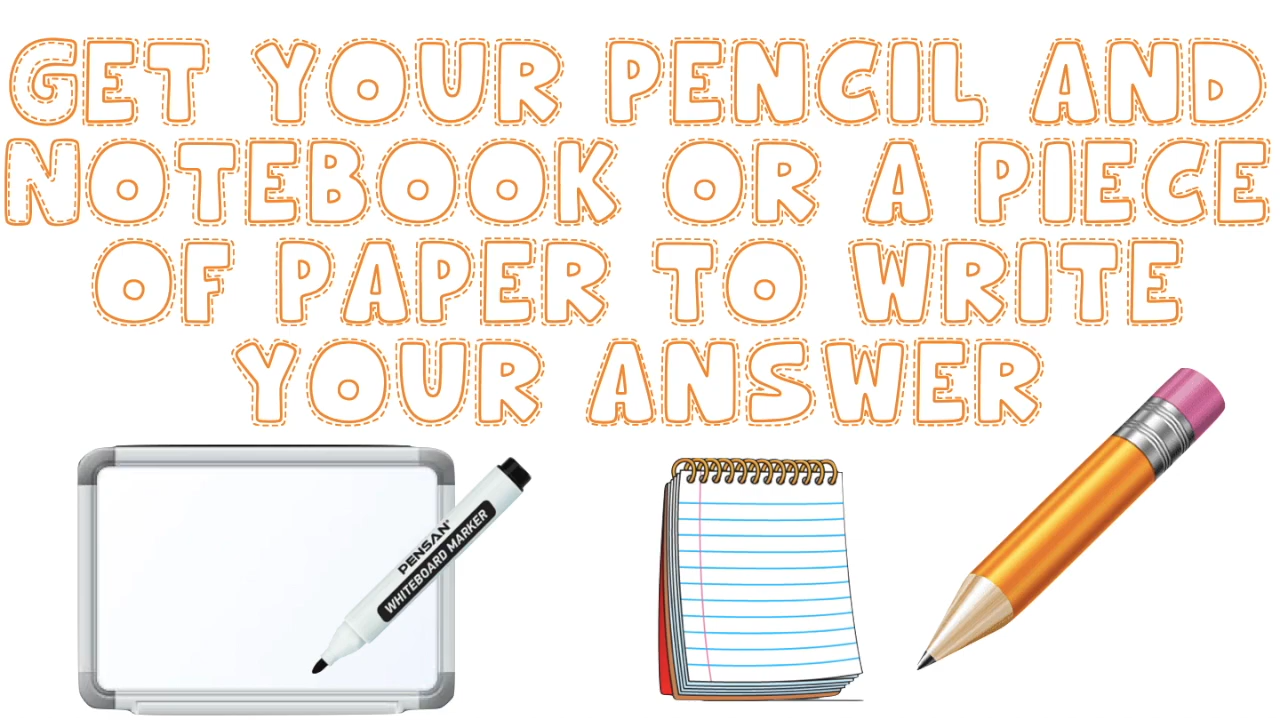 GET YOUR PENCIL AND
NOTEBOOK OR A PIECE
OF PAPER TO WRITE
YOUR ANSWER
PENSAN
WHITEBOARD MARKER